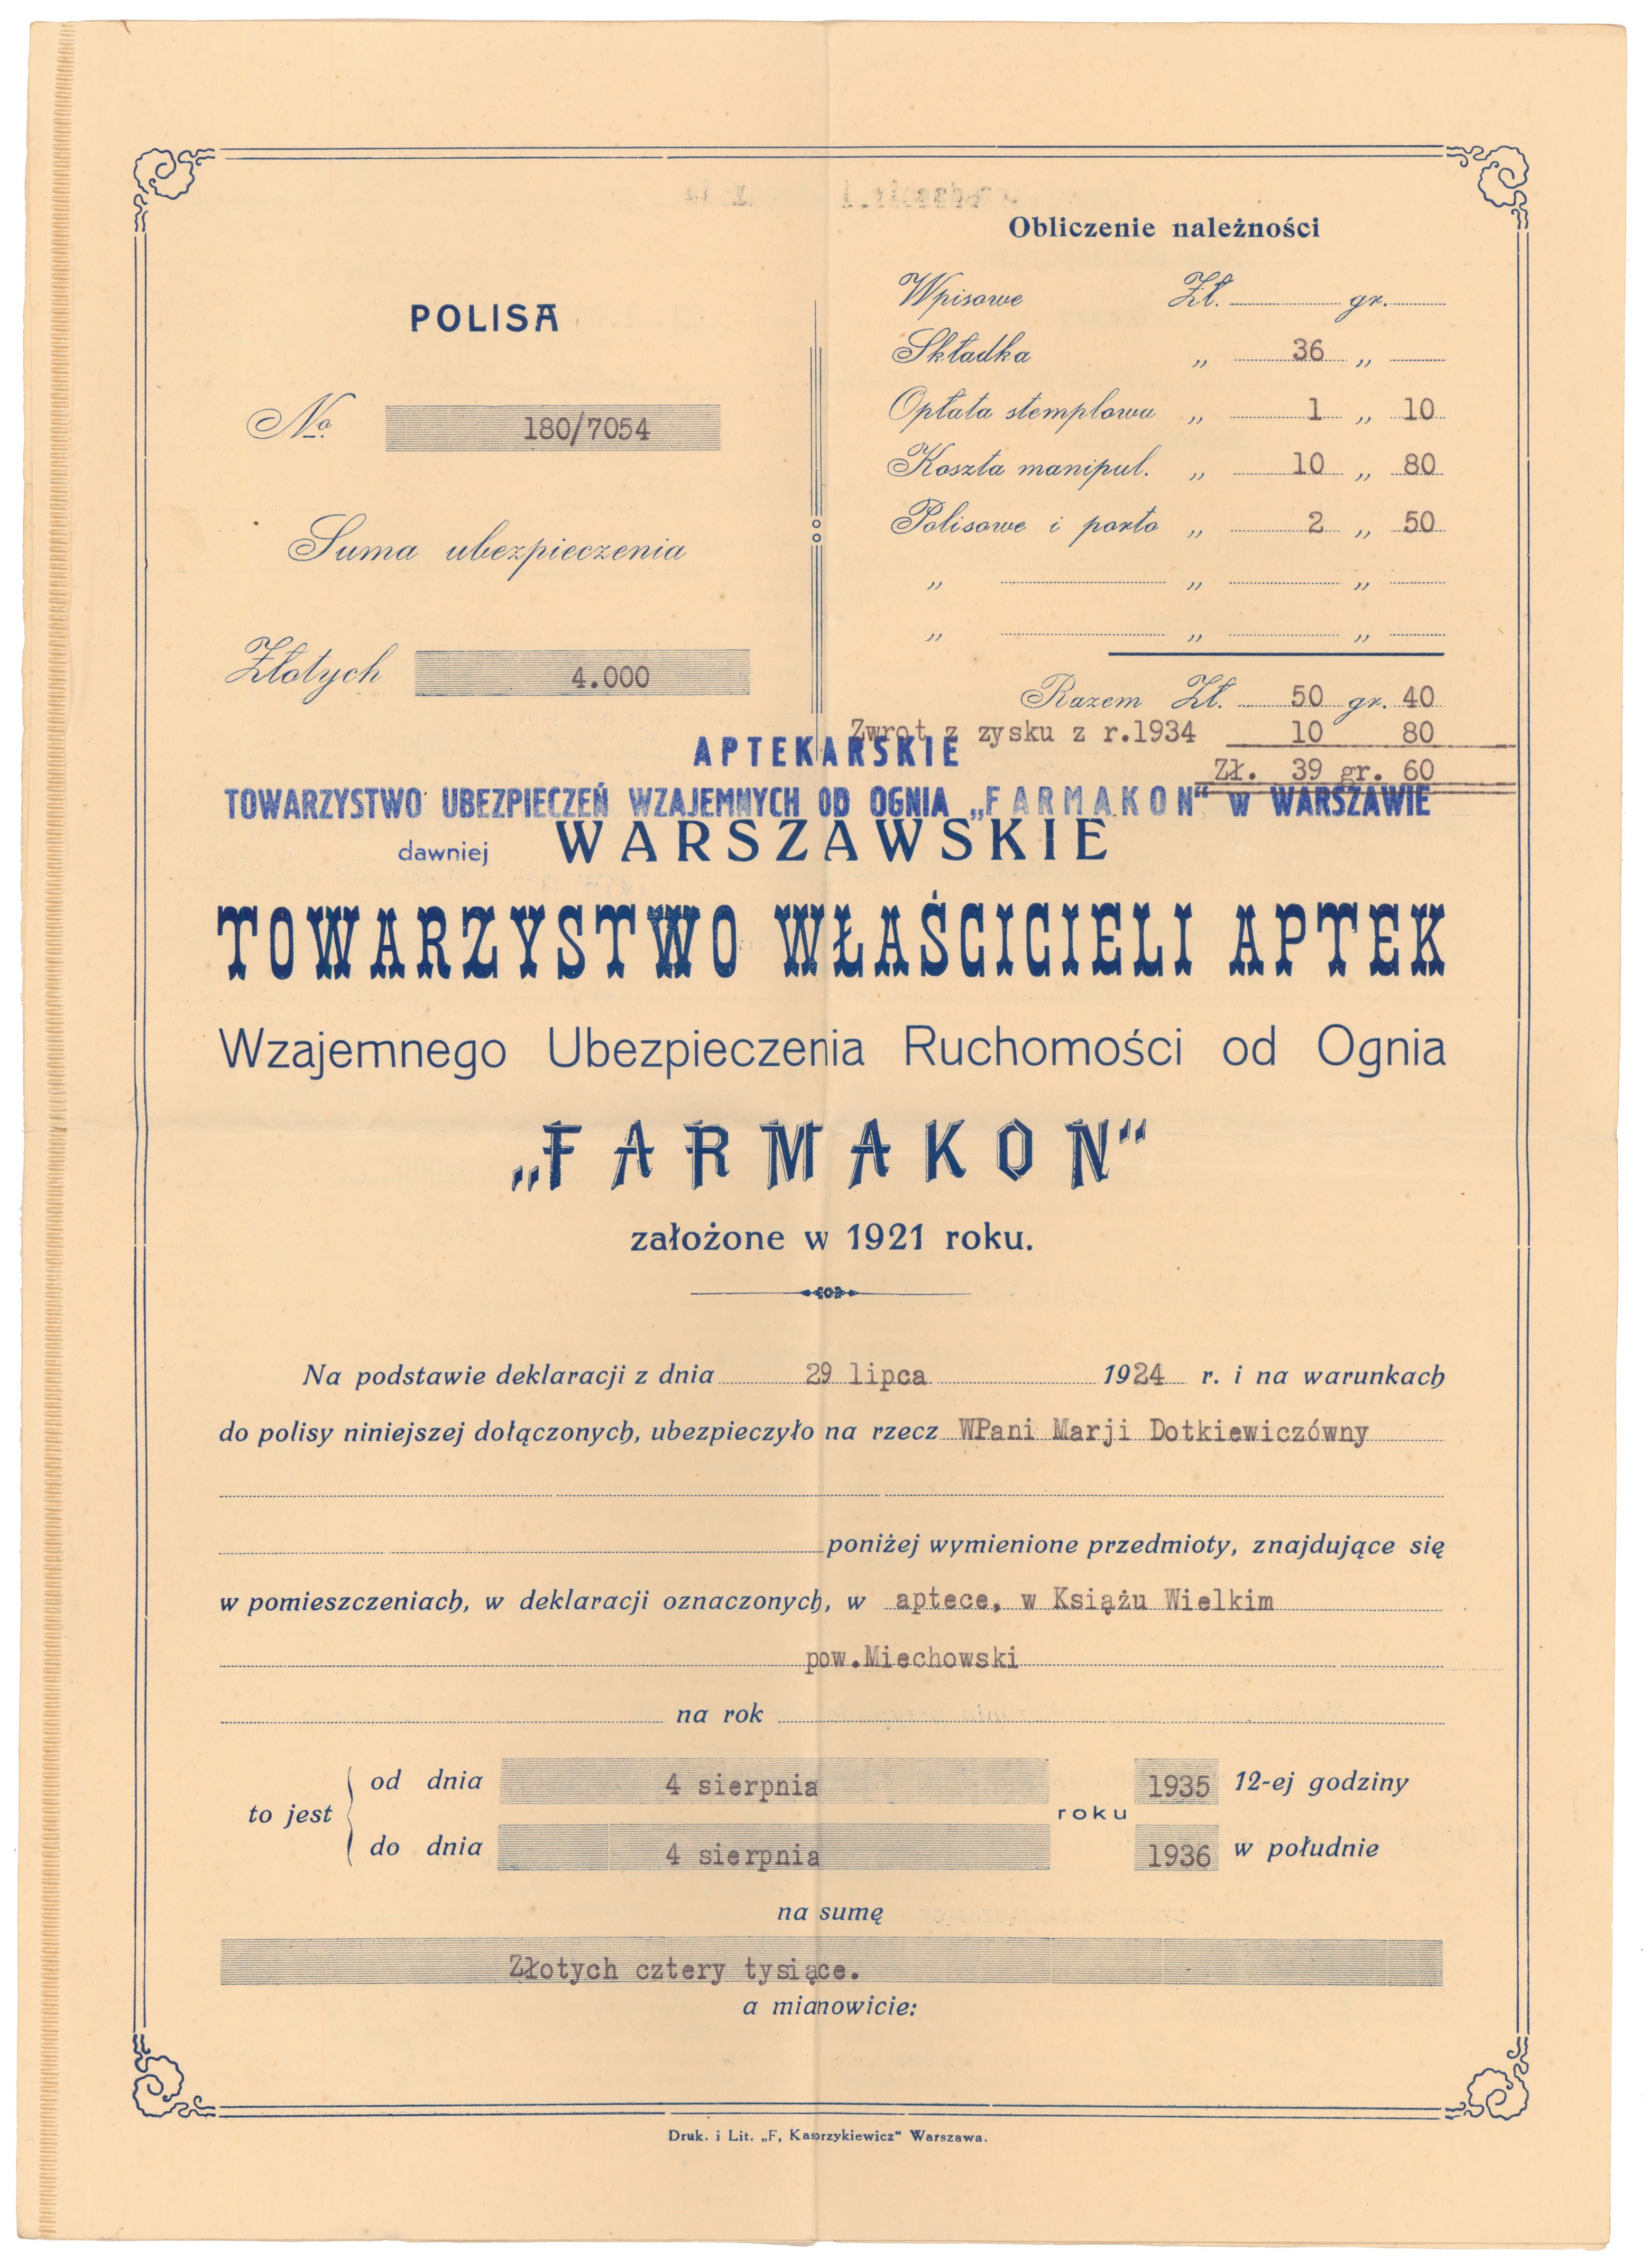 POLISA
No. 180/7054
Suma ubezpieczenia
Złotych 4.000
Obliczenie należności
Wpisowe Zł. gr.
Składka „ 36 „
Opłata stemplowa „ 1 „ 10
Koszta manipul. „ 10 „ 80
Polisowe i porto „ 2 „ 50
„ „ „
„ „ „
Razem Zł. 50 gr. 40
Zwrot z zysku z r.1934 10 80
Zł. 39 gr. 60
APTEKARSKIE
TOWARZYSTWO UBEZPIECZEŃ WZAJEMNYCH OD OGNIA „FARMAKON“ w WARSZAWIE
dawniej WARSZAWSKIE
TOWARZYSTWO WŁAŚCICIELI APTEK
Wzajemnego Ubezpieczenia Ruchomości od Ognia
„FARMAKON“
założone w 1921 roku.
Na podstawie deklaracji z dnia 29 lipca 1924 r. i na warunkach
do polisy niniejszej dołączonych, ubezpieczyło na rzecz WPani Marji Dotkiewiczówny
poniżej wymienione przedmioty, znajdujące się
w pomieszczeniach, w deklaracji oznaczonych, w aptece, w Książu Wielkim
pow.Miechowski
na rok
to jest od dnia 4 sierpnia roku 1935 12-ej godziny
do dnia 4 sierpnia 1936 w południe
na sumę
Złotych cztery tysiące.
a mianowicie:
Druk. i Lit. „F, Kasprzykiewicz“ Warszawa.